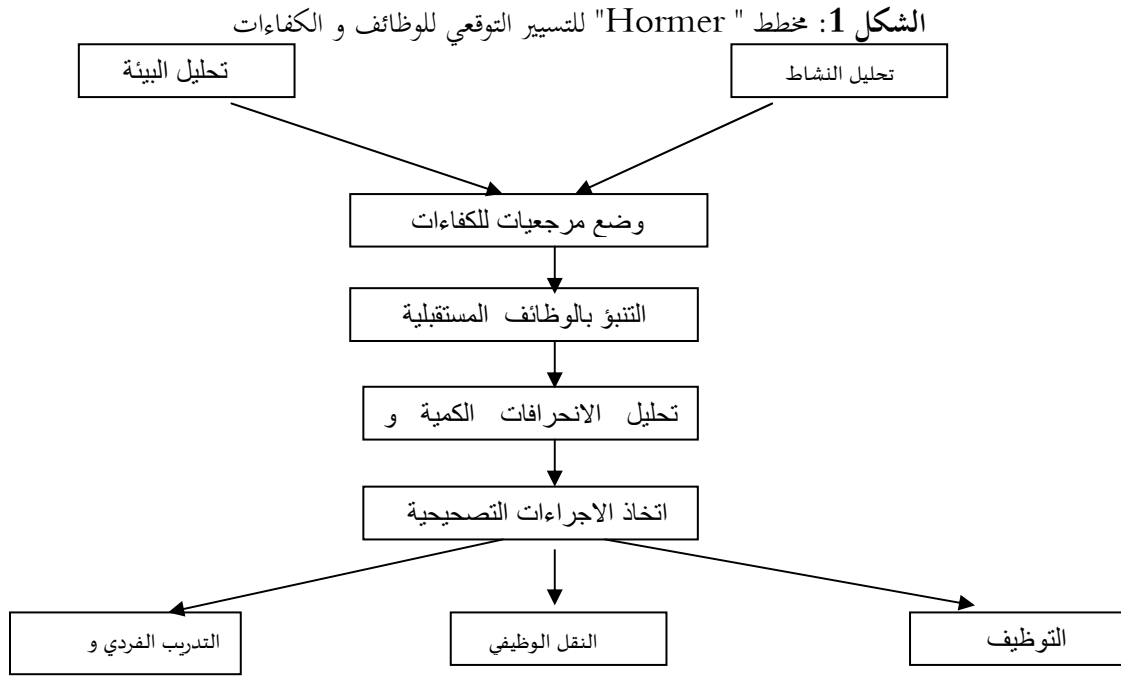 الشكل 1: مخطط " Hormer" للتسيير التوقعي للوظائف و الكفاءات
تحليل النشاط
تحليل البيئة
وضع مرجعيات للكفاءات
التنبؤ بالوظائف المستقبلية
تحليل الانحرافات الكمية و
اتخاذ الاجراءات التصحيحية
التوظيف
النقل الوظيفي
التدريب الفردي و